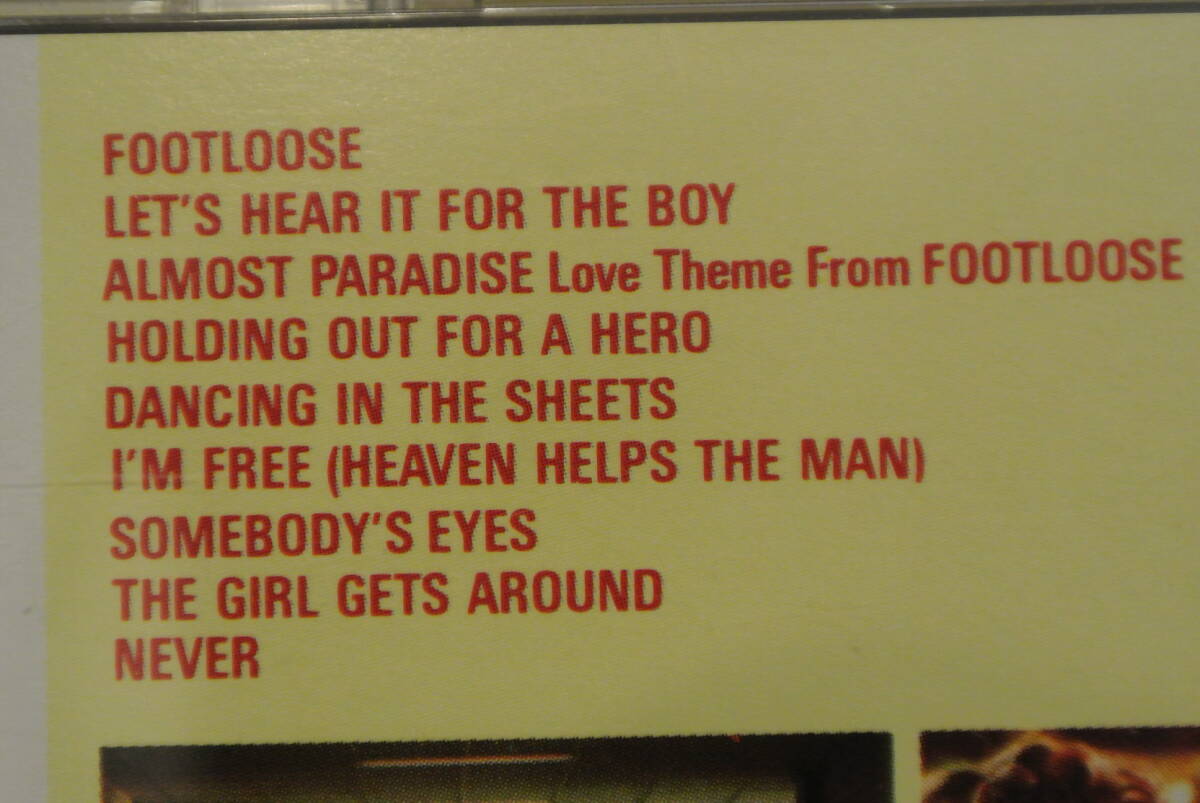 FOOTLOOSE
LET'S HEAR IT FOR THE BOY
ALMOST PARADISE Love Theme From FOOTLOOSE
HOLDING OUT FOR A HERO
DANCING IN THE SHEETS
I'M FREE (HEAVEN HELPS THE MAN)
SOMEBODY'S EYES
THE GIRL GETS AROUND
NEVER